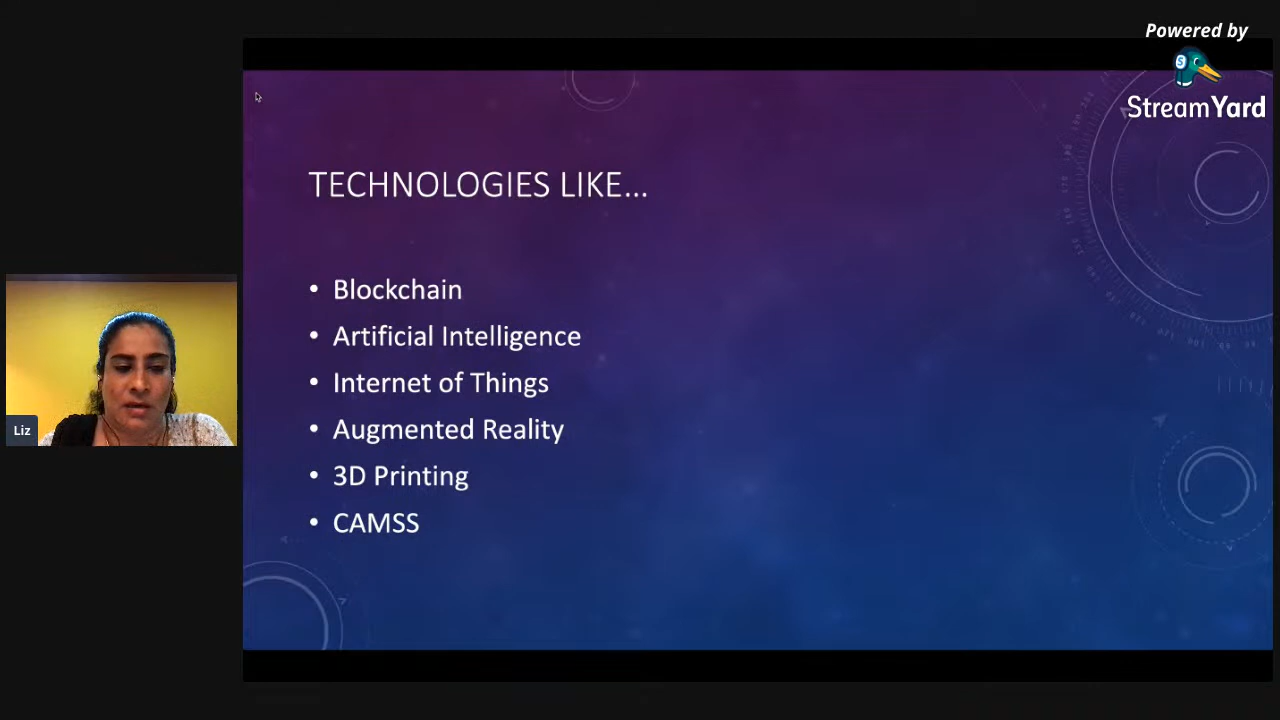 Powered by
StreamYard
TECHNOLOGIES LIKE...
• Blockchain
• Artificial Intelligence
• Internet of Things
• Augmented Reality
• 3D Printing
• CAMSS
Liz